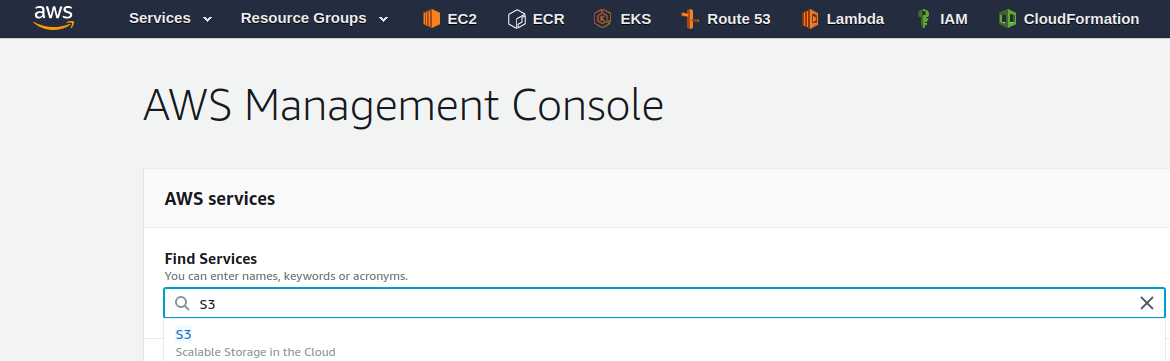 aws Services Resource Groups EC2 ECR EKS Route 53 Lambda IAM CloudFormation
AWS Management Console
AWS services
Find Services
You can enter names, keywords or acronyms.
S3
S3
Scalable Storage in the Cloud